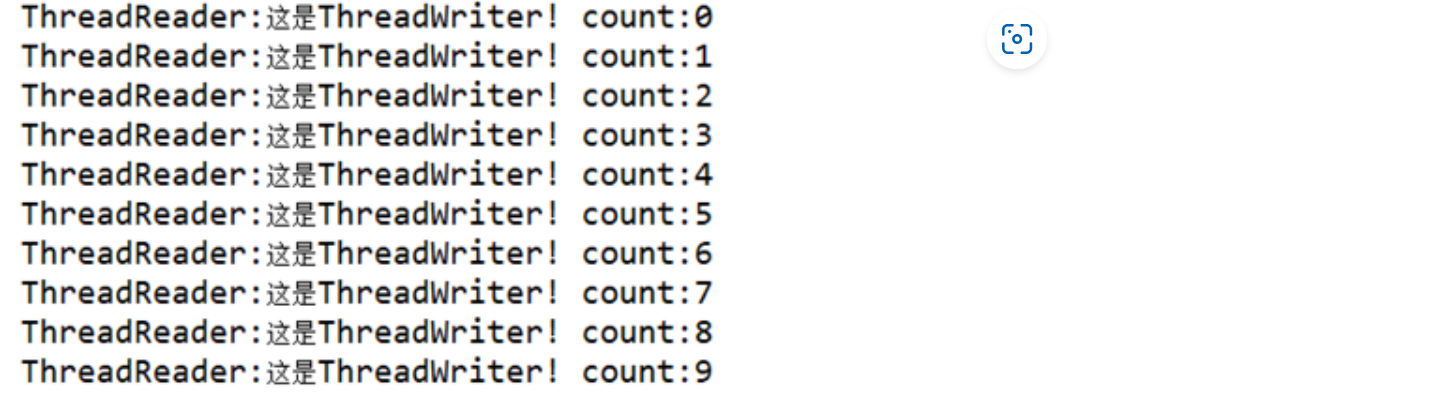 ThreadReader:这是ThreadWriter! count:0
ThreadReader:这是ThreadWriter! count:1
ThreadReader:这是ThreadWriter! count:2
ThreadReader:这是ThreadWriter! count:3
ThreadReader:这是ThreadWriter! count:4
ThreadReader:这是ThreadWriter! count:5
ThreadReader:这是ThreadWriter! count:6
ThreadReader:这是ThreadWriter! count:7
ThreadReader:这是ThreadWriter! count:8
ThreadReader:这是ThreadWriter! count:9